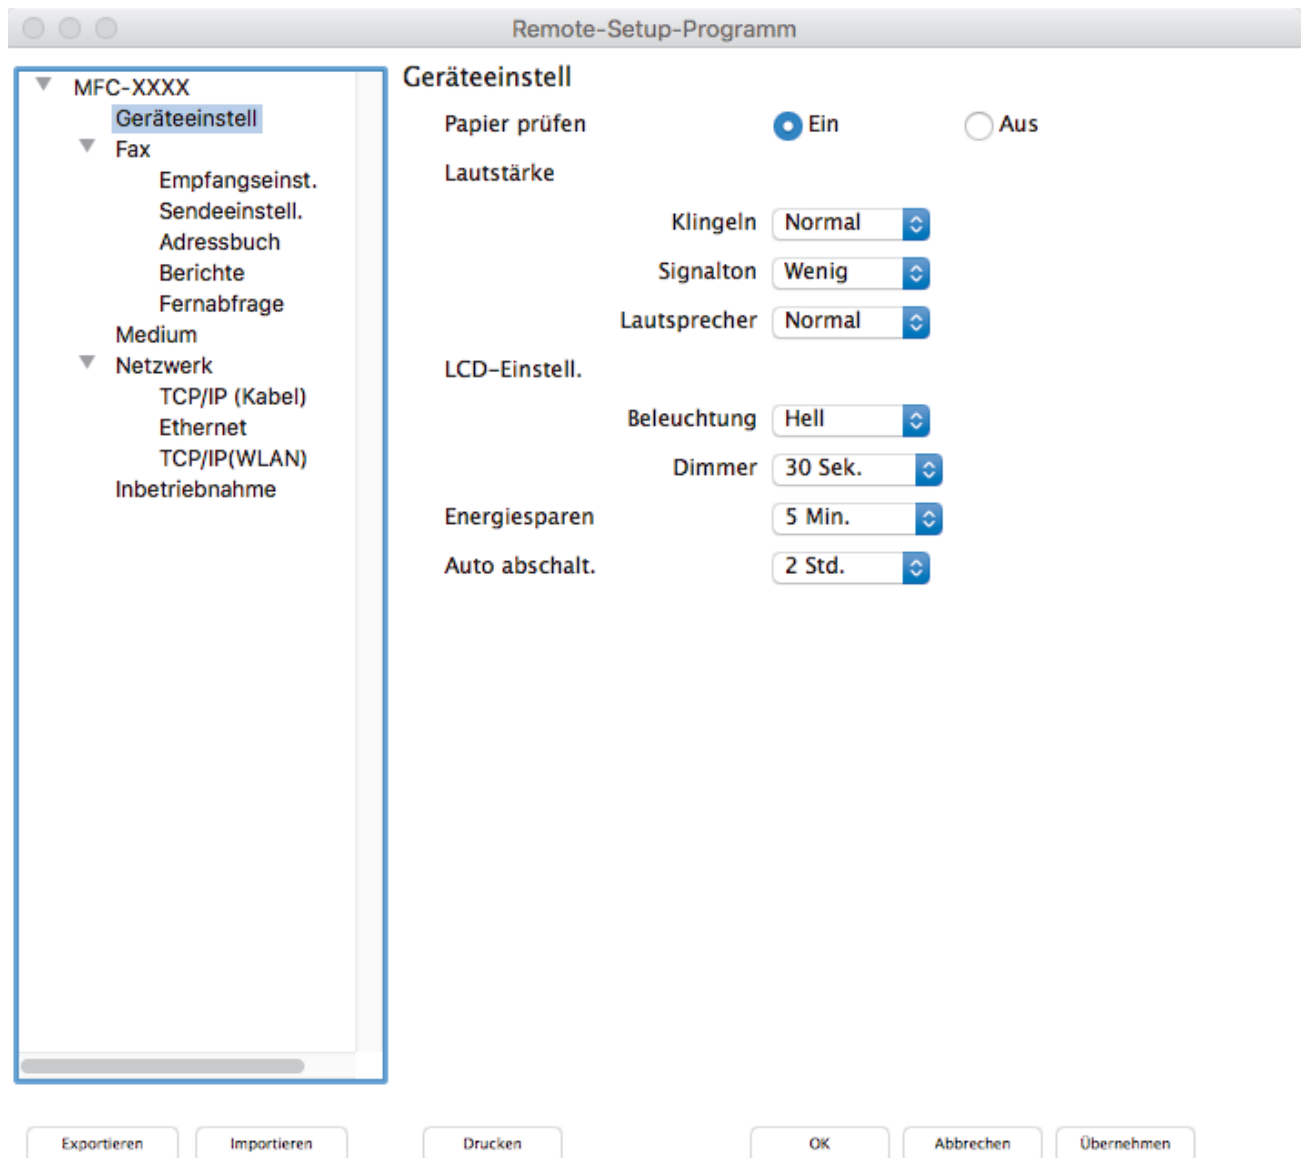 Remote-Setup-Programm
MFC-XXXX
Geräteeinstell
Fax
Empfangseinst.
Sendeeinstell.
Adressbuch
Berichte
Fernabfrage
Medium
Netzwerk
TCP/IP (Kabel)
Ethernet
TCP/IP(WLAN)
Inbetriebnahme
Geräteeinstell
Papier prüfen Ein Aus
Lautstärke
Klingeln Normal
Signalton Wenig
Lautsprecher Normal
LCD-Einstell.
Beleuchtung Hell
Dimmer 30 Sek.
Energiesparen 5 Min.
Auto abschalt. 2 Std.
Exportieren Importieren Drucken OK Abbrechen Übernehmen